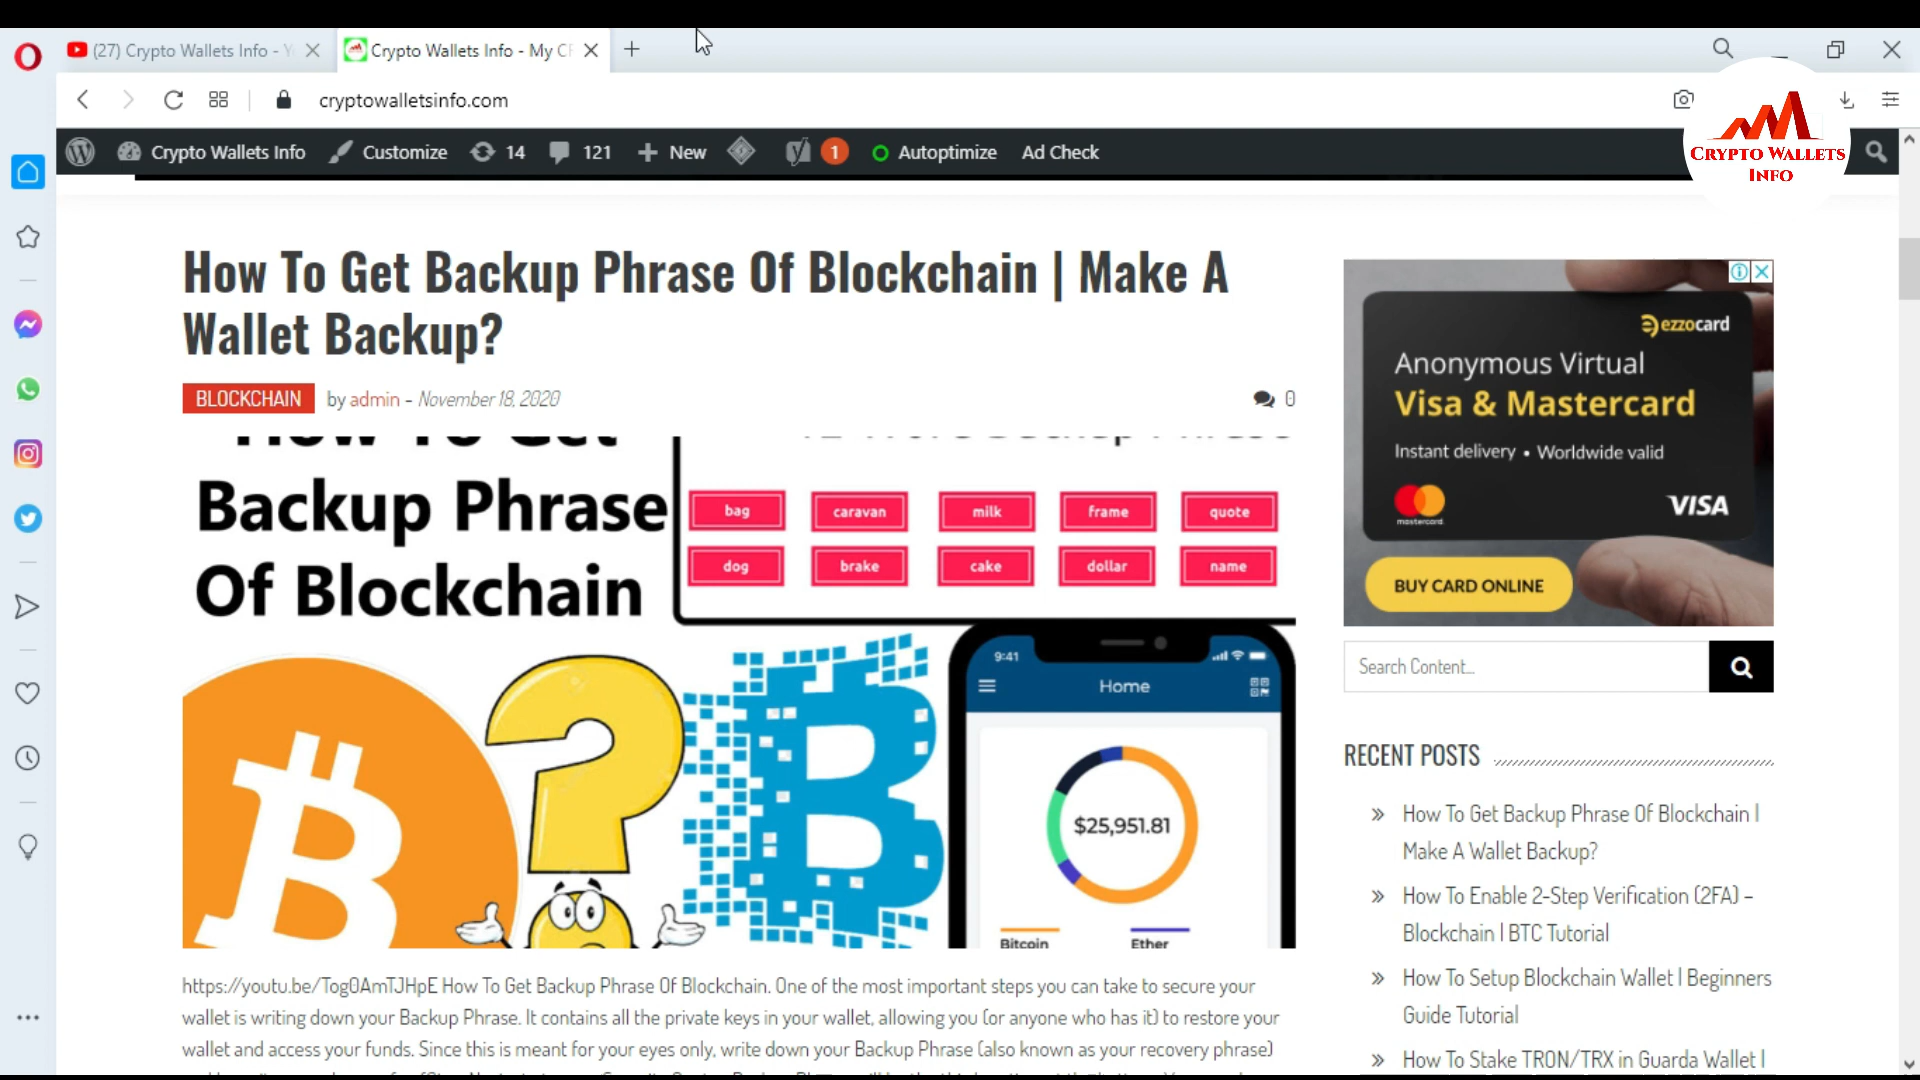 (27) Crypto Wallets Info - Y
Crypto Wallets Info - My C
cryptowalletsinfo.com
Crypto Wallets Info
Customize
14
121
New
1
Autoptimize
Ad Check
CRYPTO WALLETS
INFO
How To Get Backup Phrase Of Blockchain | Make A
Wallet Backup?
BLOCKCHAIN by admin - November 18, 2020
0
How To Get
Backup Phrase
Of Blockchain
bag caravan milk frame quote
dog brake cake dollar name
9:41
Home
$25,951.81
Bitcoin Ether
https://youtu.be/Tog0AmTJHpE How To Get Backup Phrase Of Blockchain. One of the most important steps you can take to secure your
wallet is writing down your Backup Phrase. It contains all the private keys in your wallet, allowing you (or anyone who has it) to restore your
wallet and access your funds. Since this is meant for your eyes only, write down your Backup Phrase (also known as your recovery phrase)
ezzocard
Anonymous Virtual
Visa & Mastercard
Instant delivery • Worldwide valid
mastercard
VISA
BUY CARD ONLINE
Search Content...
RECENT POSTS
» How To Get Backup Phrase Of Blockchain |
Make A Wallet Backup?
» How To Enable 2-Step Verification (2FA) –
Blockchain | BTC Tutorial
» How To Setup Blockchain Wallet | Beginners
Guide Tutorial
» How To Stake TRON/TRX in Guarda Wallet |